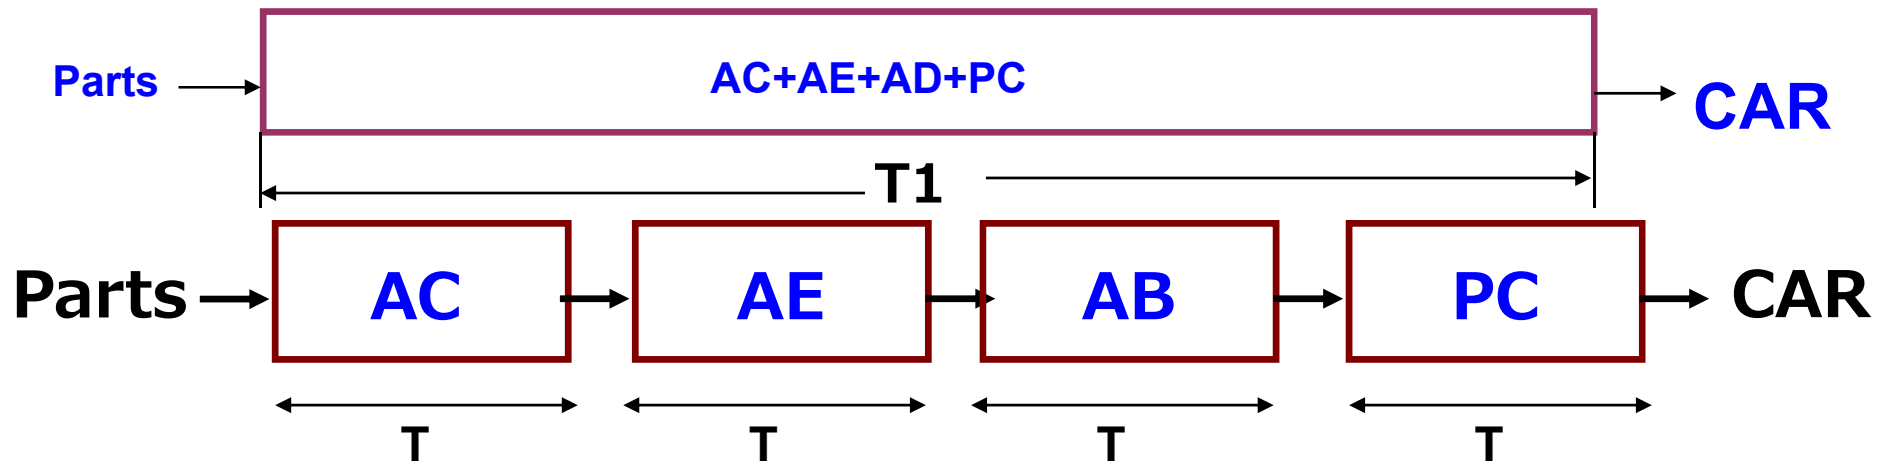 Parts AC+AE+AD+PC CAR
T1
Parts AC AE AB PC CAR
T T T T